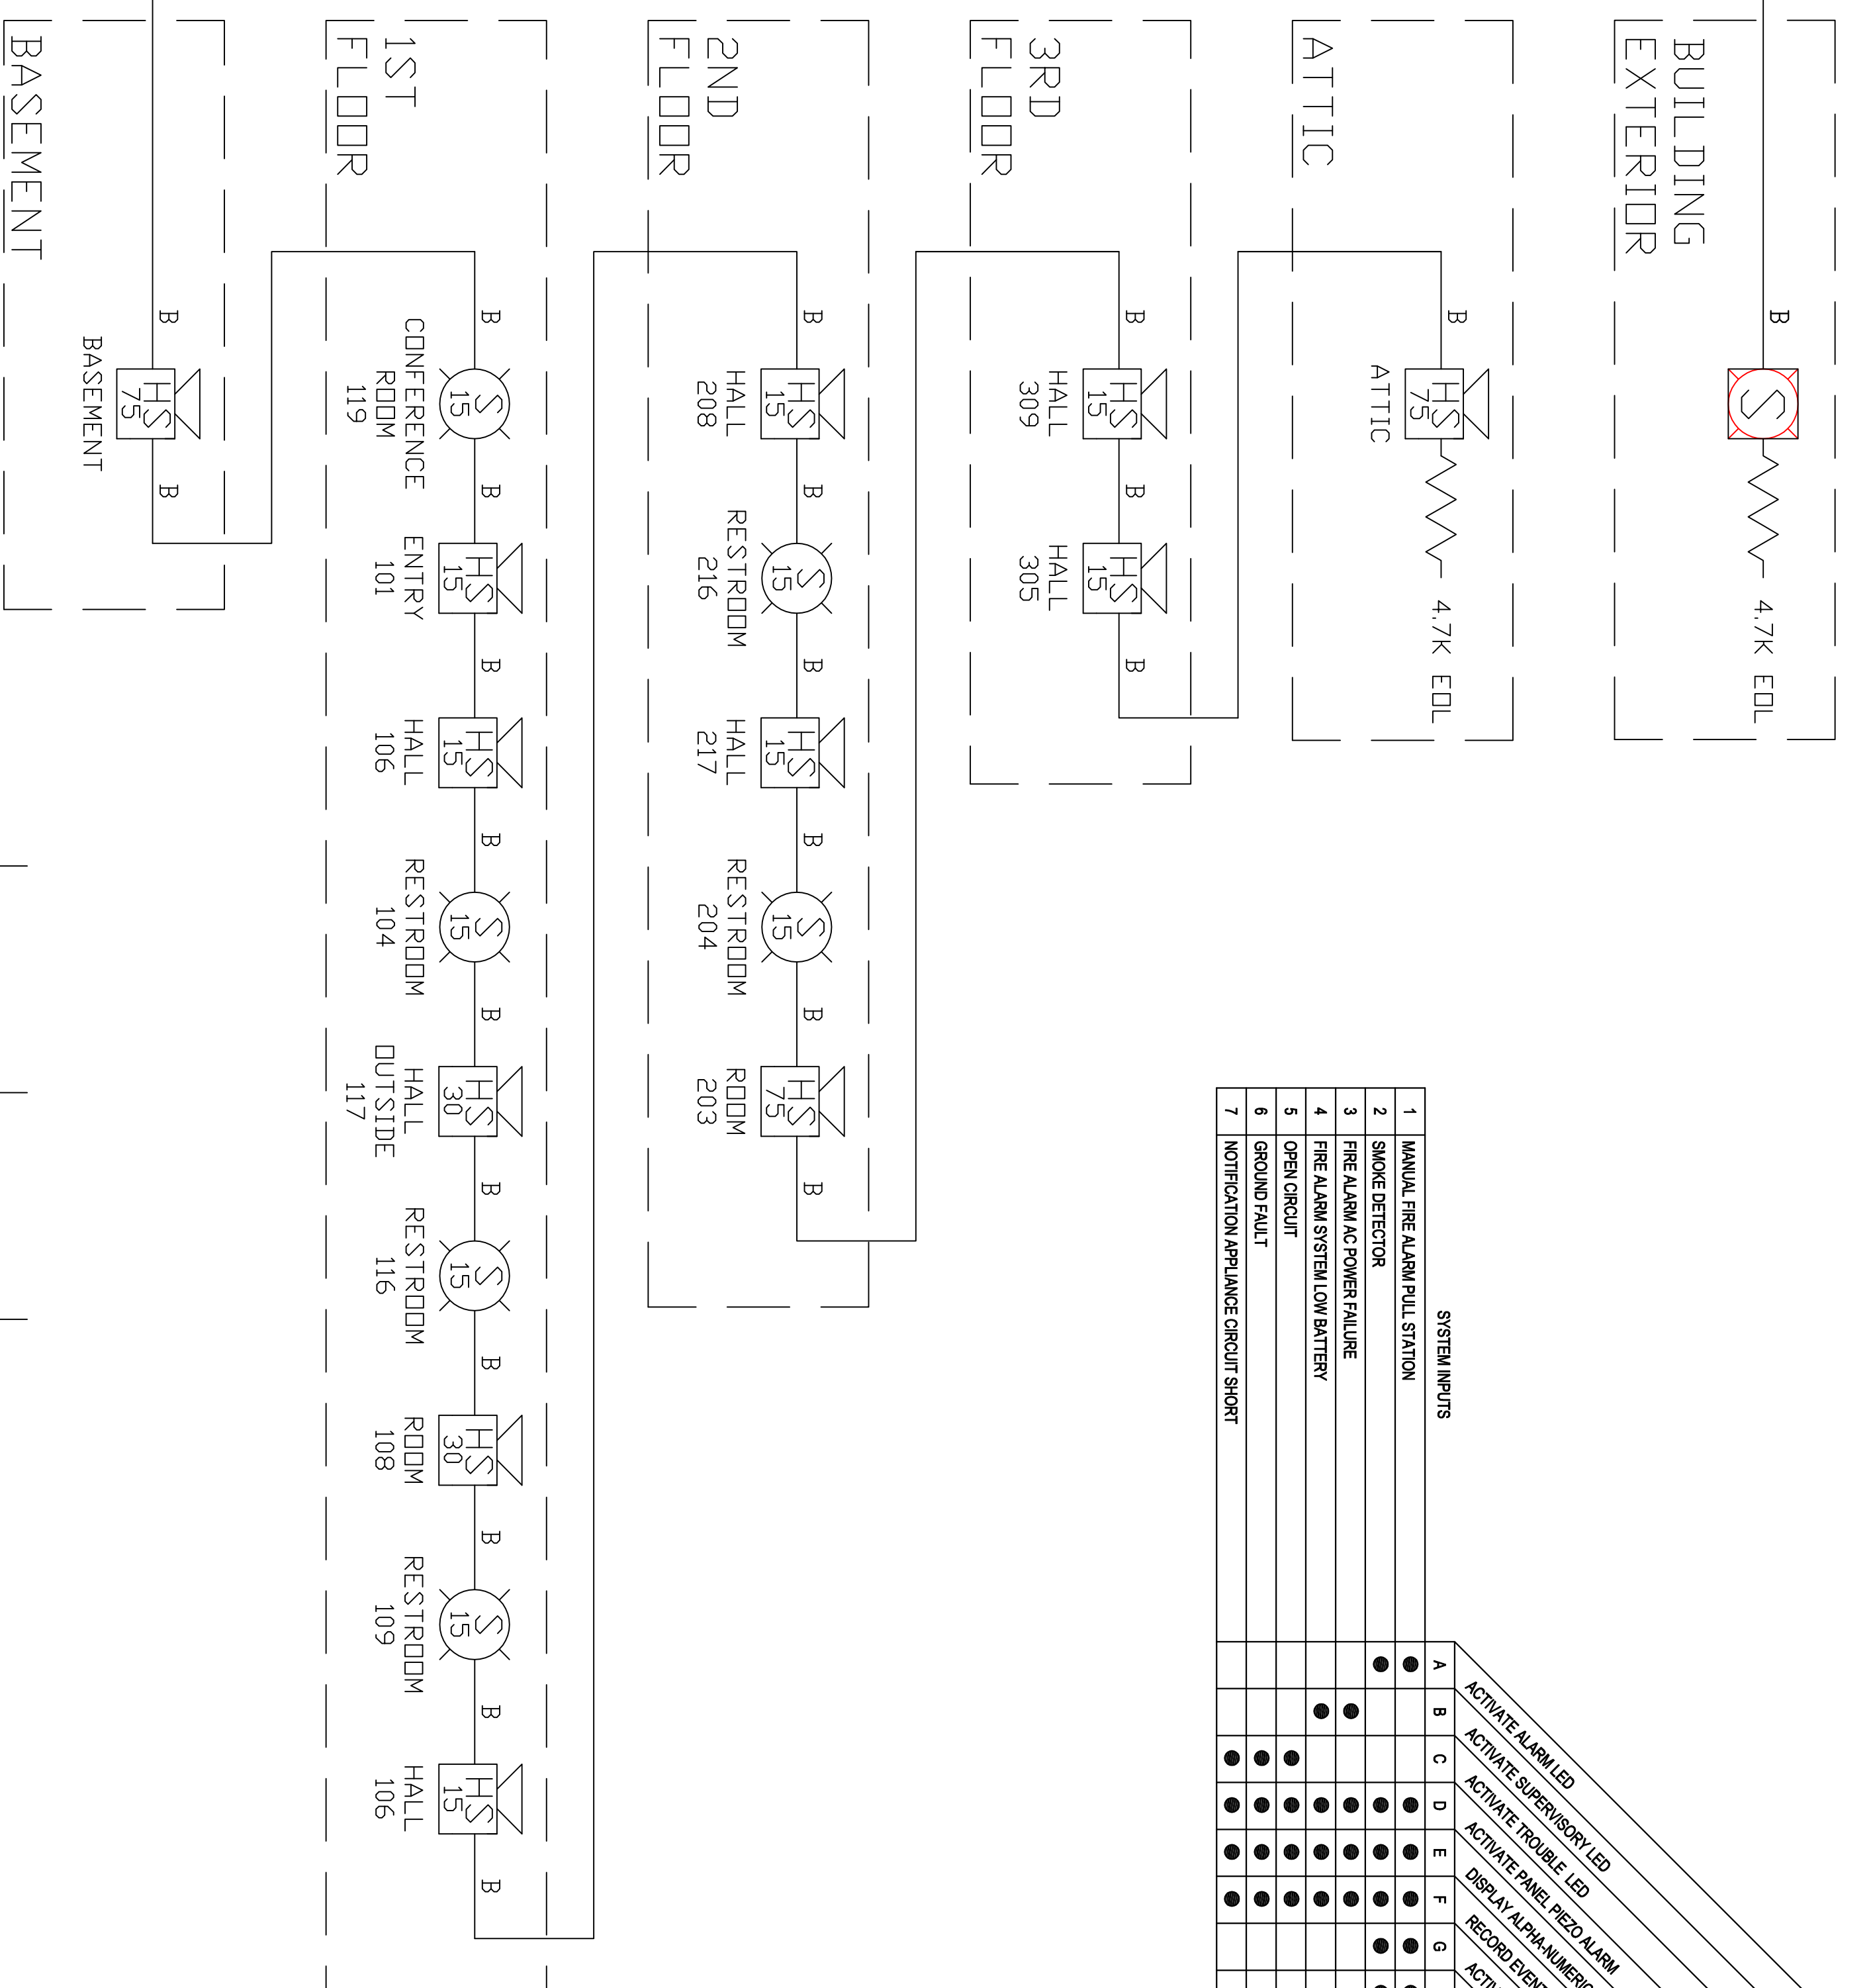 BUILDING
EXTERIOR
B
S
4.7K EOL
ATTIC
B
HS
75
4.7K EOL
ATTIC
3RD
FLOOR
B B B
HS HS
15 15
HALL HALL
309 305
2ND
FLOOR
B B B B B B
HS S HS S HS
15 15 15 15 75
HALL RESTROOM HALL RESTROOM ROOM
208 216 217 204 203
1ST
FLOOR
B B B B B B B B B B
S HS HS S HS S HS S HS
15 15 15 15 30 15 30 15 15
CONFERENCE ENTRY HALL RESTROOM HALL RESTROOM ROOM RESTROOM HALL
ROOM 101 106 104 OUTSIDE 116 108 109 106
119 117
BASEMENT
B B
HS
75
BASEMENT
ACTIVATE ALARM LED
ACTIVATE SUPERVISORY LED
ACTIVATE TROUBLE LED
ACTIVATE PANEL PIEZO ALARM
DISPLAY ALPHA-NUMERIC
RECORD EVENT
SYSTEM INPUTS A B C D E F G
1 MANUAL FIRE ALARM PULL STATION
2 SMOKE DETECTOR
3 FIRE ALARM AC POWER FAILURE
4 FIRE ALARM SYSTEM LOW BATTERY
5 OPEN CIRCUIT
6 GROUND FAULT
7 NOTIFICATION APPLIANCE CIRCUIT SHORT